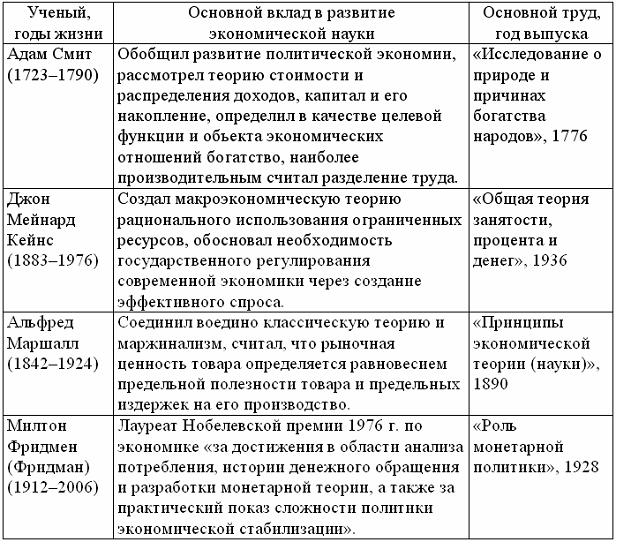 Ученый,
годы жизни
Основной вклад в развитие
экономической науки
Основной труд,
год выпуска
Адам Смит
(1723–1790)
Обобщил развитие политической экономии,
рассмотрел теорию стоимости и
распределения доходов, капитал и его
накопление, определил в качестве целевой
функции и объекта экономических
отношений богатство, наиболее
производительным считал разделение труда.
«Исследование о
природе и
причинах
богатства
народов», 1776
Джон
Мейнард
Кейнс
(1883–1976)
Создал макроэкономическую теорию
рационального использования ограниченных
ресурсов, обосновал необходимость
государственного регулирования
современной экономики через создание
эффективного спроса.
«Общая теория
занятости,
процента и
денег», 1936
Альфред
Маршалл
(1842–1924)
Соединил воедино классическую теорию и
маржинализм, считал, что рыночная
ценность товара определяется равновесием
предельной полезности товара и предельных
издержек на его производство.
«Принципы
экономической
теории (науки)»,
1890
Милтон
Фридмен
(Фридман)
(1912–2006)
Лауреат Нобелевской премии 1976 г. по
экономике «за достижения в области анализа
потребления, истории денежного обращения
и разработки монетарной теории, а также за
практический показ сложности политики
экономической стабилизации».
«Роль
монетарной
политики», 1928